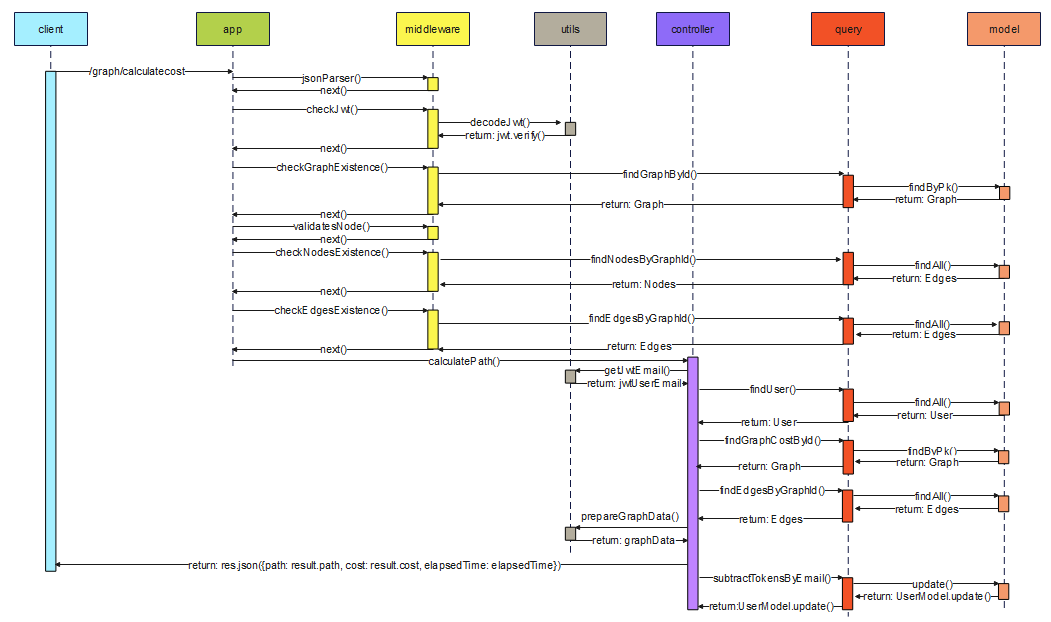 client
app
middleware
utils
controller
query
model
/graph/calculatecost
jsonParser()
next()
checkJwt()
decodeJwt()
return: jwt.verify()
next()
checkGraphExistence()
findGraphById()
findByPk()
return: Graph
return: Graph
next()
validatesNode()
next()
checkNodesExistence()
findNodesByGraphId()
findAll()
return: Edges
return: Nodes
next()
checkEdgesExistence()
findEdgesByGraphId()
findAll()
return: Edges
return: Edges
next()
calculatePath()
getJwtEmail()
return: jwtUserEmail
findUser()
findAll()
return: User
return: User
findGraphCostById()
findByPk()
return: Graph
return: Graph
findEdgesByGraphId()
findAll()
return: Edges
return: Edges
prepareGraphData()
return: graphData
return: res.json({path: result.path, cost: result.cost, elapsedTime: elapsedTime})
subtractTokensByEmail()
update()
return: UserModel.update()
return:UserModel.update()